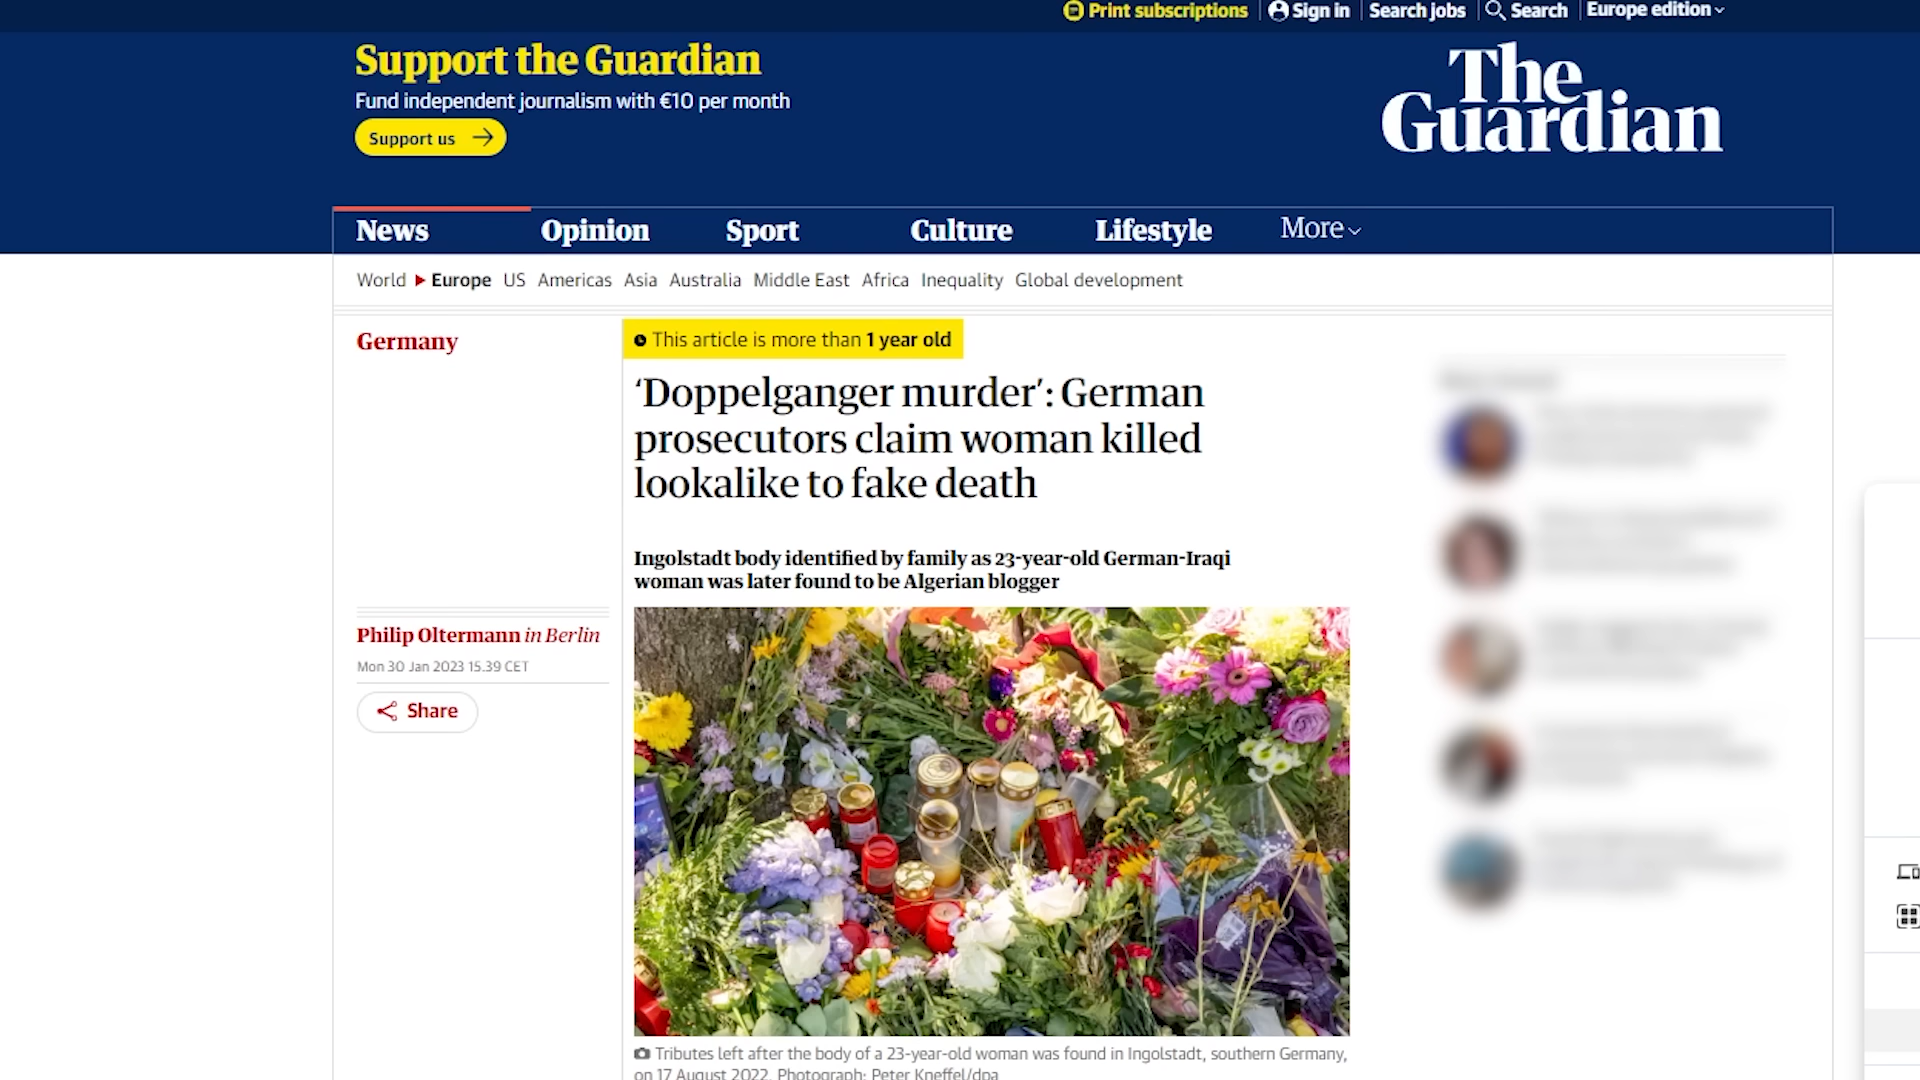 Print subscriptions
Sign in
Search jobs
Search
Europe edition
Support the Guardian
Fund independent journalism with €10 per month
Support us
The
Guardian
News
Opinion
Sport
Culture
Lifestyle
More
World
Europe
US
Americas
Asia
Australia
Middle East
Africa
Inequality
Global development
Germany
This article is more than 1 year old
‘Doppelganger murder’: German
prosecutors claim woman killed
lookalike to fake death
Ingolstadt body identified by family as 23-year-old German-Iraqi
woman was later found to be Algerian blogger
Philip Oltermann in Berlin
Mon 30 Jan 2023 15.39 CET
Share
Tributes left after the body of a 23-year-old woman was found in Ingolstadt, southern Germany,
on 17 August 2022. Photograph: Peter Kneffel/dpa